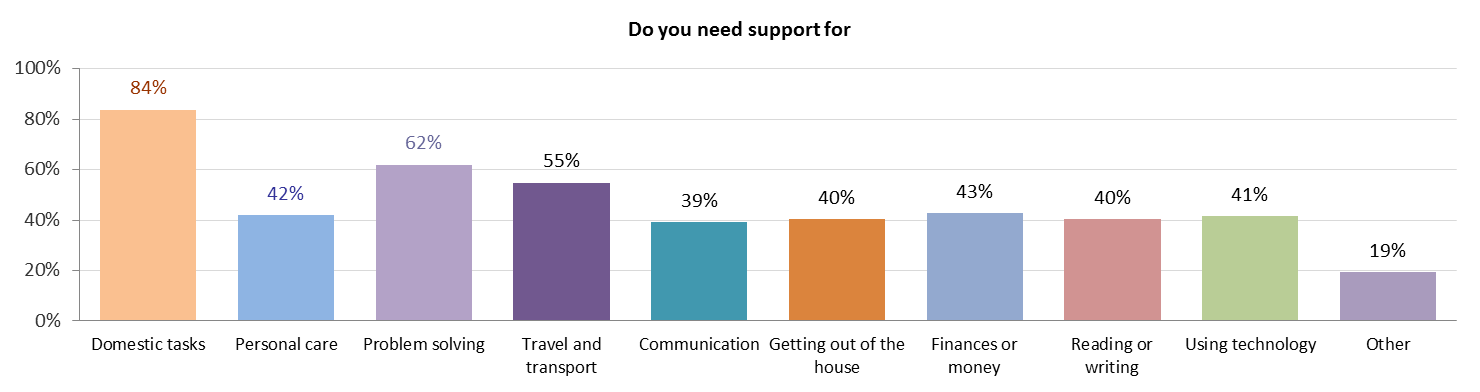 Do you need support for
100%
80%
60%
40%
20%
0%
84%
42%
62%
55%
39%
40%
43%
40%
41%
19%
Domestic tasks
Personal care
Problem solving
Travel and
transport
Communication
Getting out of the
house
Finances or
money
Reading or
writing
Using technology
Other